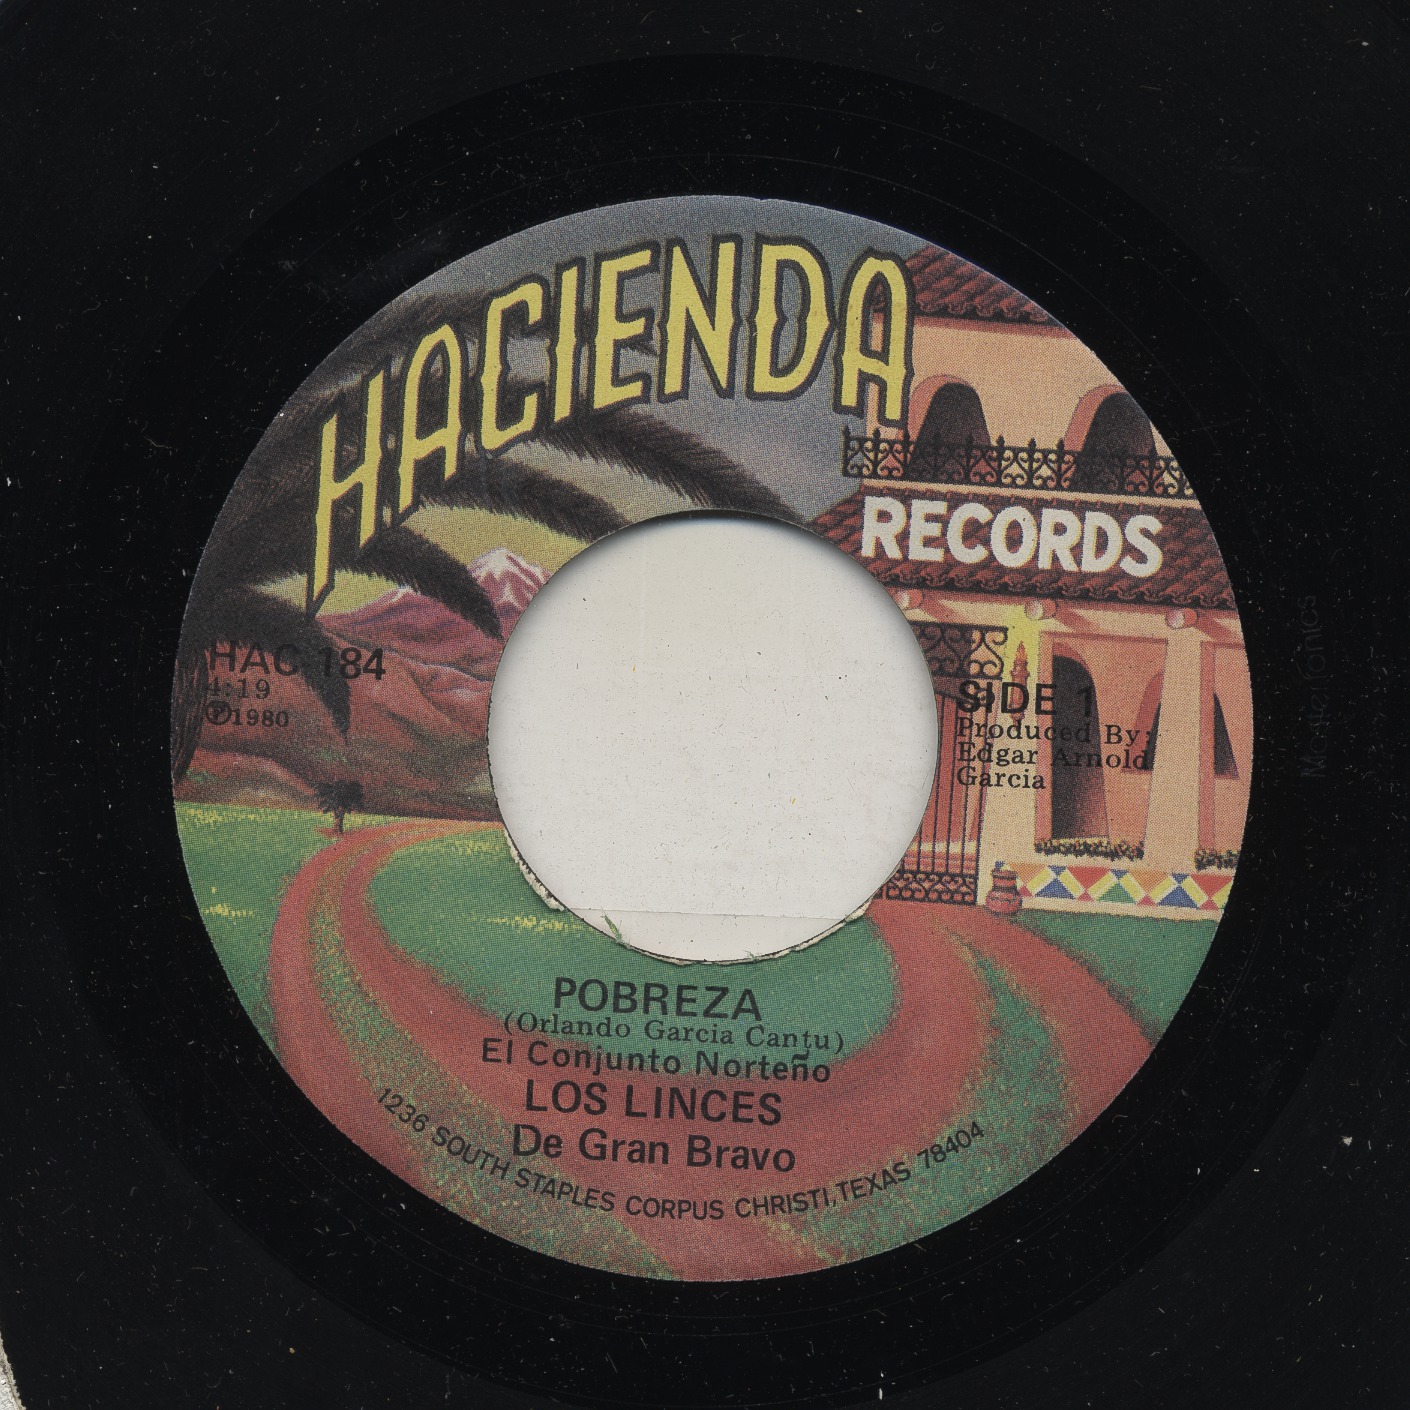 HACIENDA
RECORDS
HAC-184
4:19
Ⓟ1980
SIDE 1
Produced By:
Edgar Arnold
Garcia
POBREZA
(Orlando Garcia Cantu)
El Conjunto Norteño
LOS LINCES
De Gran Bravo
1236 SOUTH STAPLES CORPUS CHRISTI, TEXAS 78404